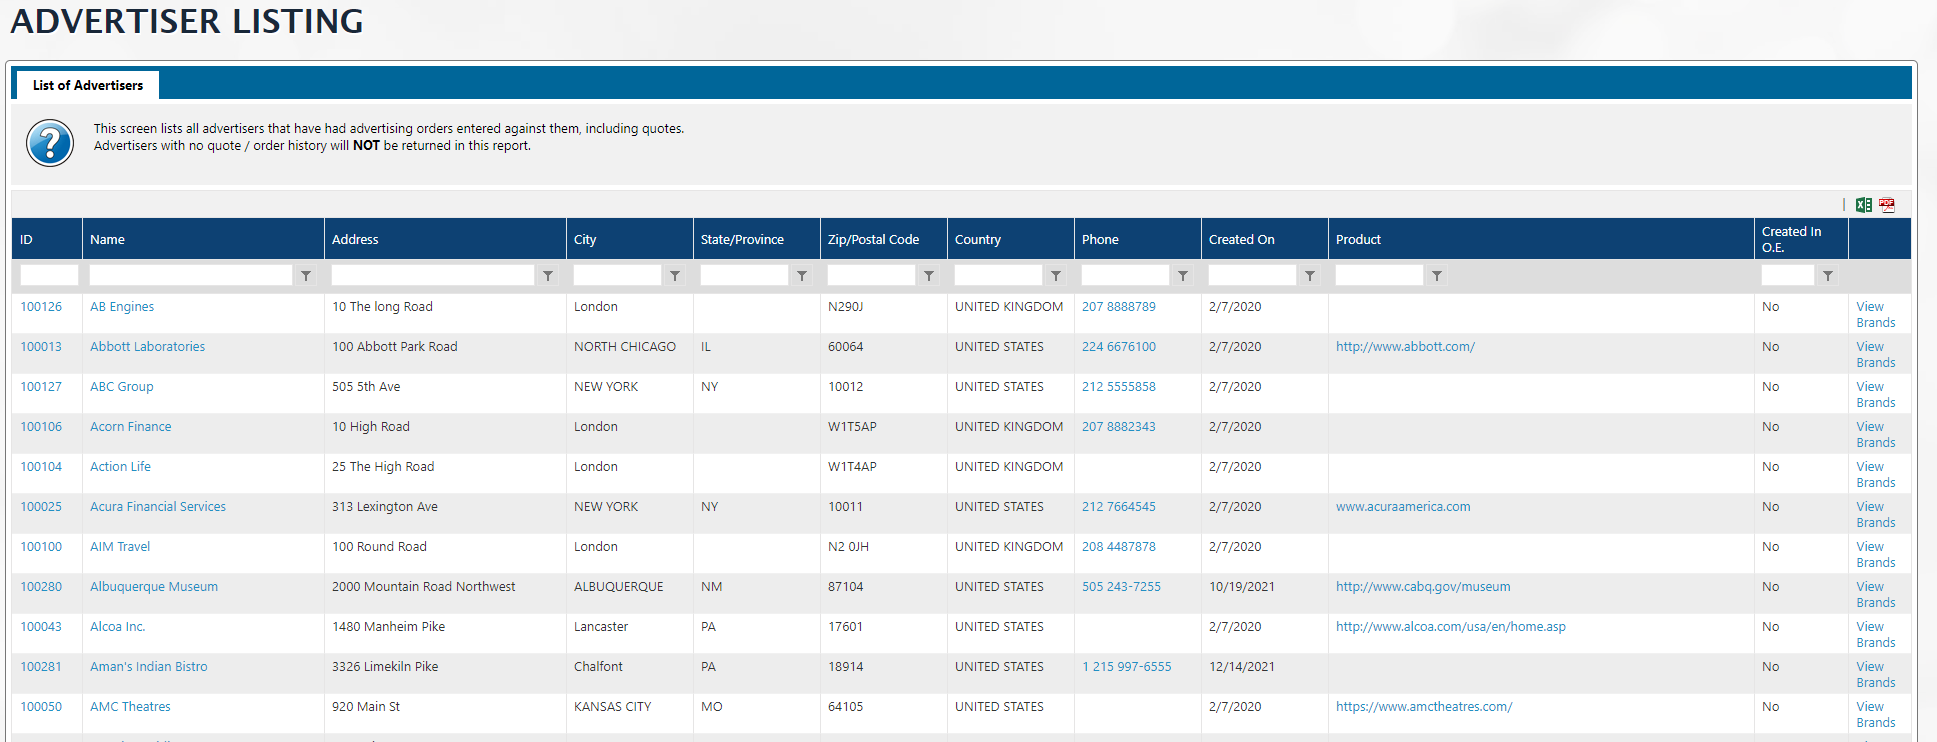 ADVERTISER LISTING
List of Advertisers
This screen lists all advertisers that have had advertising orders entered against them, including quotes.
Advertisers with no quote / order history will NOT be returned in this report.
ID Name Address City State/Province Zip/Postal Code Country Phone Created On Product Created In O.E.
100126 AB Engines 10 The long Road London N290J UNITED KINGDOM 207 8888789 2/7/2020 No View Brands
100013 Abbott Laboratories 100 Abbott Park Road NORTH CHICAGO IL 60064 UNITED STATES 224 6676100 2/7/2020 http://www.abbott.com/ No View Brands
100127 ABC Group 505 5th Ave NEW YORK NY 10012 UNITED STATES 212 5555858 2/7/2020 No View Brands
100106 Acorn Finance 10 High Road London W1T5AP UNITED KINGDOM 207 8882343 2/7/2020 No View Brands
100104 Action Life 25 The High Road London W1T4AP UNITED KINGDOM 2/7/2020 No View Brands
100025 Acura Financial Services 313 Lexington Ave NEW YORK NY 10011 UNITED STATES 212 7664545 2/7/2020 www.acuraamerica.com No View Brands
100100 AIM Travel 100 Round Road London N2 0JH UNITED KINGDOM 208 4487878 2/7/2020 No View Brands
100280 Albuquerque Museum 2000 Mountain Road Northwest ALBUQUERQUE NM 87104 UNITED STATES 505 243-7255 10/19/2021 http://www.cabq.gov/museum No View Brands
100043 Alcoa Inc. 1480 Manheim Pike Lancaster PA 17601 UNITED STATES 2/7/2020 http://www.alcoa.com/usa/en/home.asp No View Brands
100281 Aman's Indian Bistro 3326 Limekiln Pike Chalfont PA 18914 UNITED STATES 1 215 997-6555 12/14/2021 No View Brands
100050 AMC Theatres 920 Main St KANSAS CITY MO 64105 UNITED STATES 2/7/2020 https://www.amctheatres.com/ No View Brands